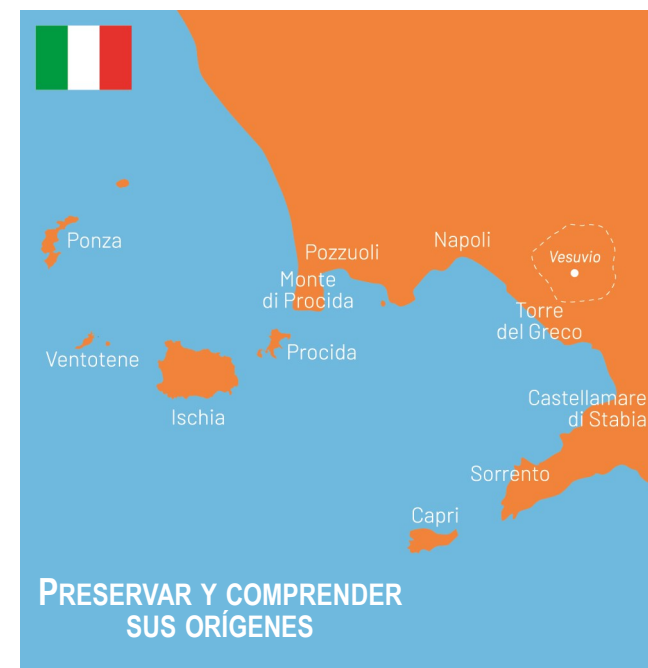 Napoli
Pozzuoli
Ponza
Vesuvio
Monte
di Procida
Torre
del Greco
Procida
Ventotene
Ischia
Castellamare
di Stabia
Sorrento
Capri
PRESERVAR Y COMPRENDER
SUS ORÍGENES